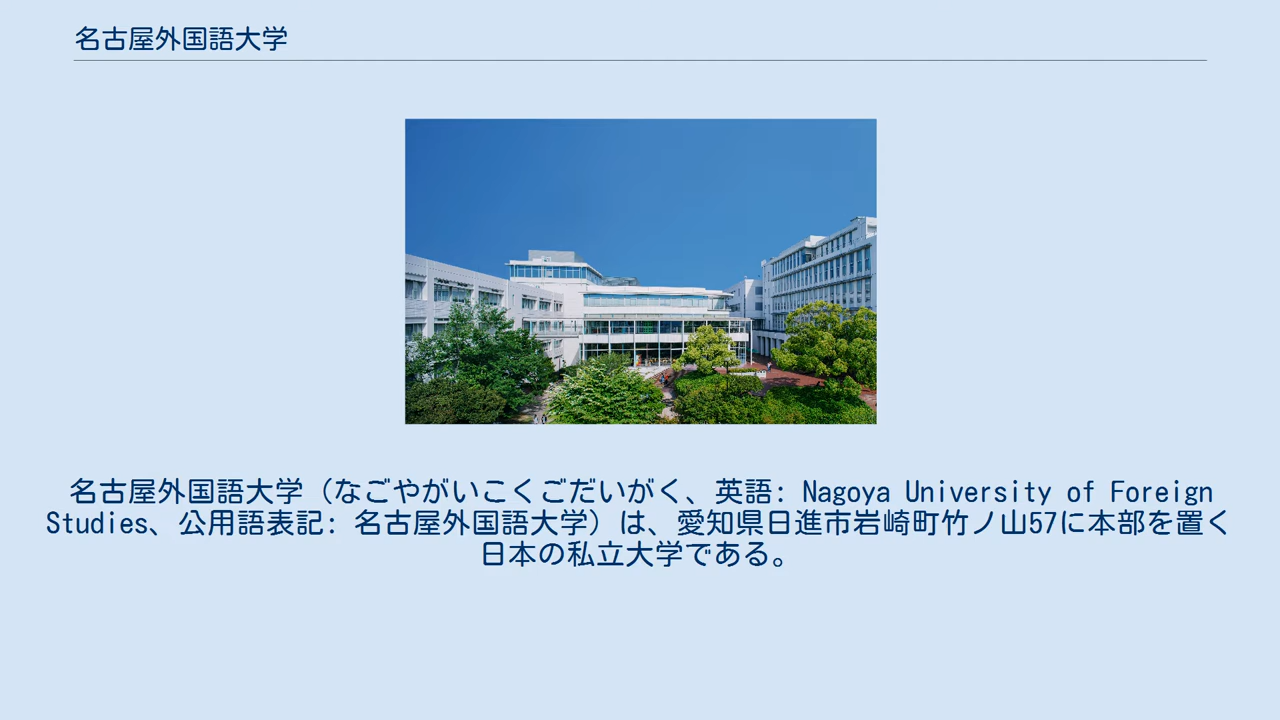 名古屋外国語大学
名古屋外国語大学（なごやがいこくごだいがく、英語: Nagoya University of Foreign
Studies、公用語表記: 名古屋外国語大学）は、愛知県日進市岩崎町竹ノ山57に本部を置く
日本の私立大学である。